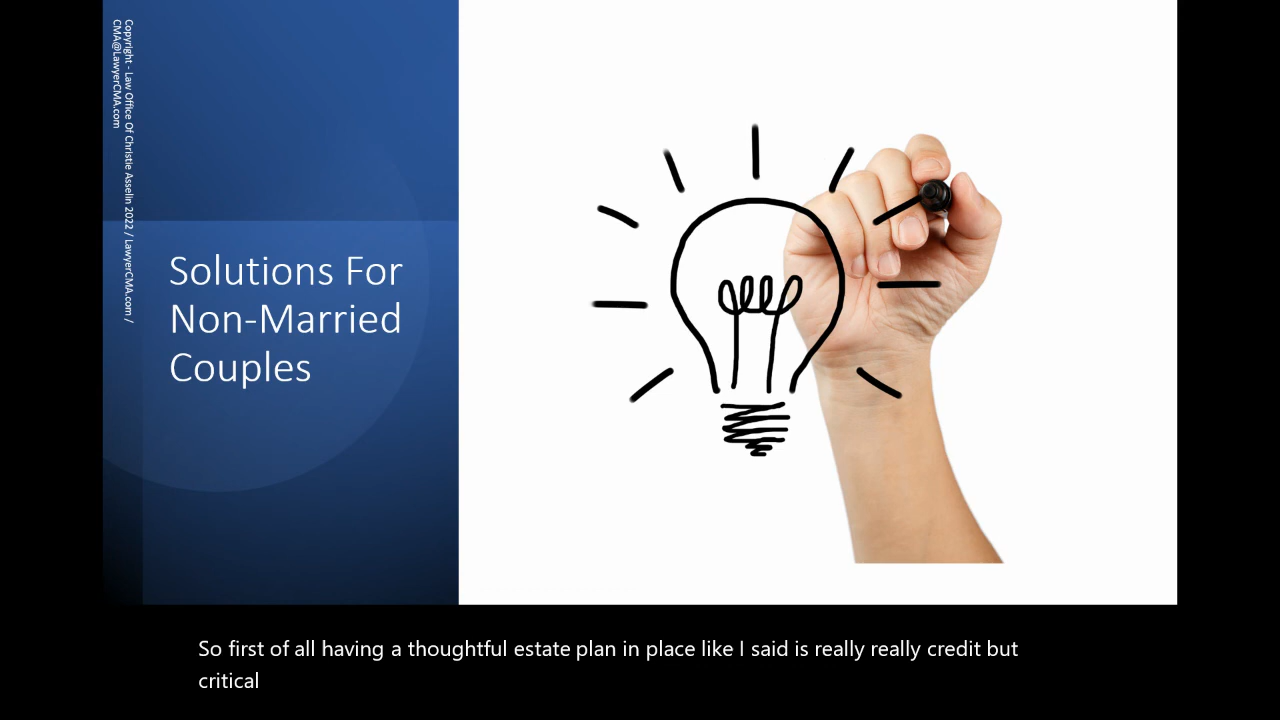 Copyright - Law Office Of Christie Asselin 2022 / LawyerCMA.com /
CMA@LawyerCMA.com
Solutions For
Non-Married
Couples
So first of all having a thoughtful estate plan in place like I said is really really credit but
critical